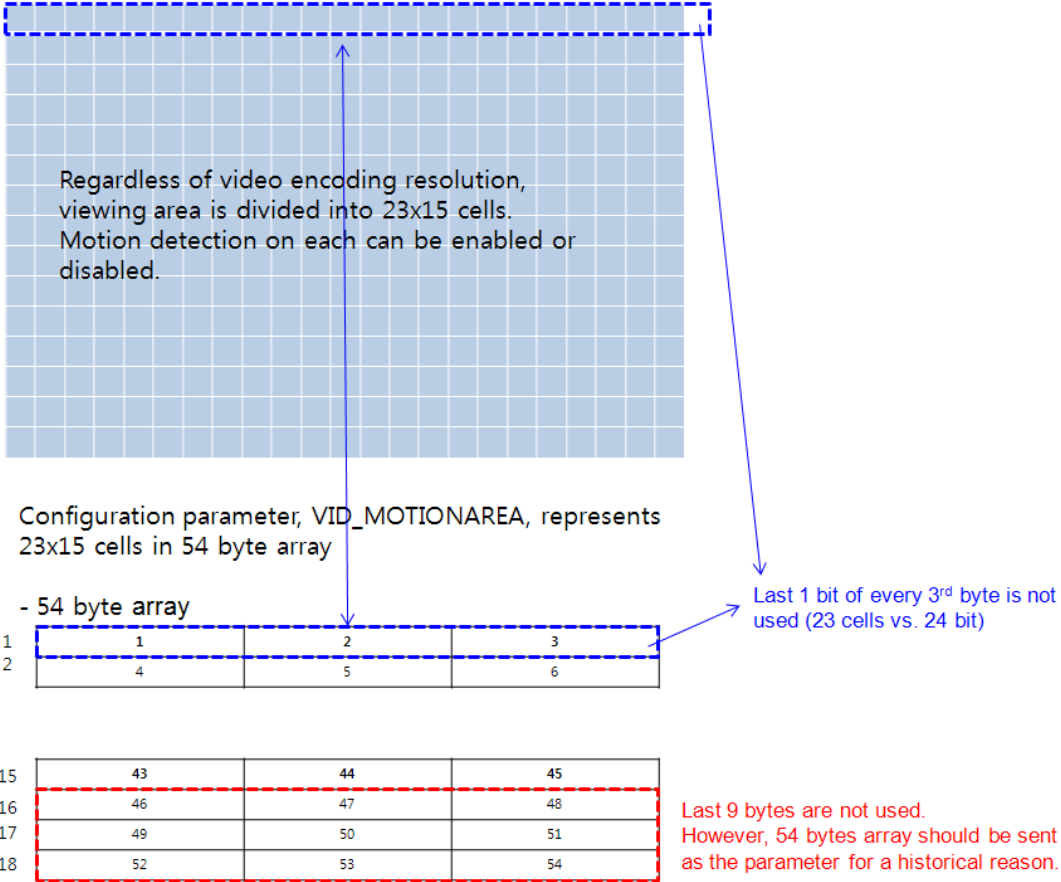 Regardless of video encoding resolution,
viewing area is divided into 23x15 cells.
Motion detection on each can be enabled or
disabled.
Configuration parameter, VID_MOTIONAREA, represents
23x15 cells in 54 byte array
- 54 byte array
1 1 2 3
2 4 5 6
Last 1 bit of every 3rd byte is not
used (23 cells vs. 24 bit)
15 43 44 45
16 46 47 48
17 49 50 51
18 52 53 54
Last 9 bytes are not used.
However, 54 bytes array should be sent
as the parameter for a historical reason.